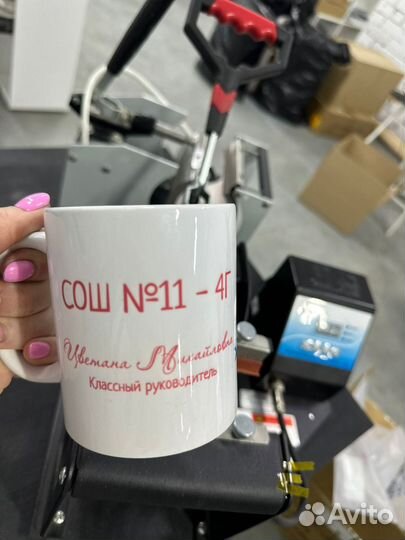 СОШ №11 – 4Г
Цветана Михайловна
Классный руководитель
Avito